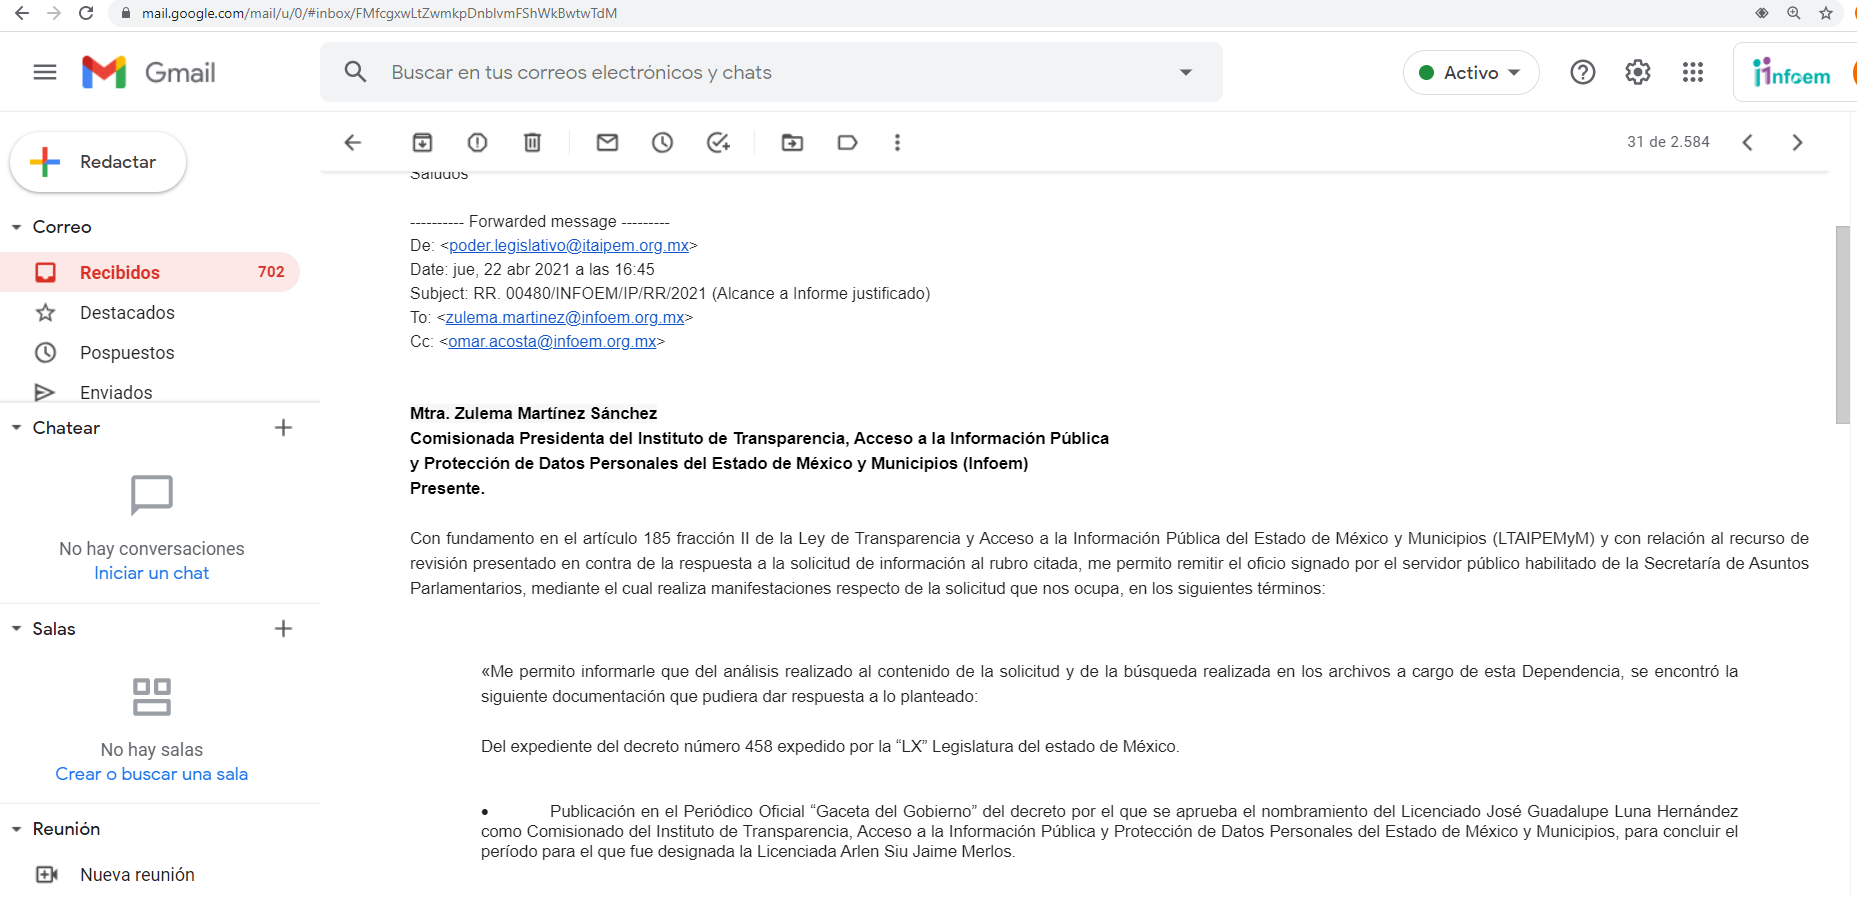 mail.google.com/mail/u/0/#inbox/FMfcgxwLtZwmkpDnblvmFShWkBwtwTdM
Gmail
Buscar en tus correos electrónicos y chats
Activo
infoem
Redactar
31 de 2.584
Correo
Recibidos 702
Destacados
Pospuestos
Enviados
Chatear
No hay conversaciones
Iniciar un chat
Salas
No hay salas
Crear o buscar una sala
Reunión
Nueva reunión
Saludos
---------- Forwarded message ---------
De: <poder.legislativo@itaipem.org.mx>
Date: jue, 22 abr 2021 a las 16:45
Subject: RR. 00480/INFOEM/IP/RR/2021 (Alcance a Informe justificado)
To: <zulema.martinez@infoem.org.mx>
Cc: <omar.acosta@infoem.org.mx>
Mtra. Zulema Martínez Sánchez
Comisionada Presidenta del Instituto de Transparencia, Acceso a la Información Pública
y Protección de Datos Personales del Estado de México y Municipios (Infoem)
Presente.
Con fundamento en el artículo 185 fracción II de la Ley de Transparencia y Acceso a la Información Pública del Estado de México y Municipios (LTAIPEMyM) y con relación al recurso de
revisión presentado en contra de la respuesta a la solicitud de información al rubro citada, me permito remitir el oficio signado por el servidor público habilitado de la Secretaría de Asuntos
Parlamentarios, mediante el cual realiza manifestaciones respecto de la solicitud que nos ocupa, en los siguientes términos:
«Me permito informarle que del análisis realizado al contenido de la solicitud y de la búsqueda realizada en los archivos a cargo de esta Dependencia, se encontró la
siguiente documentación que pudiera dar respuesta a lo planteado:
Del expediente del decreto número 458 expedido por la “LX” Legislatura del estado de México.
• Publicación en el Periódico Oficial “Gaceta del Gobierno” del decreto por el que se aprueba el nombramiento del Licenciado José Guadalupe Luna Hernández
como Comisionado del Instituto de Transparencia, Acceso a la Información Pública y Protección de Datos Personales del Estado de México y Municipios, para concluir el
período para el que fue designada la Licenciada Arlen Siu Jaime Merlos.